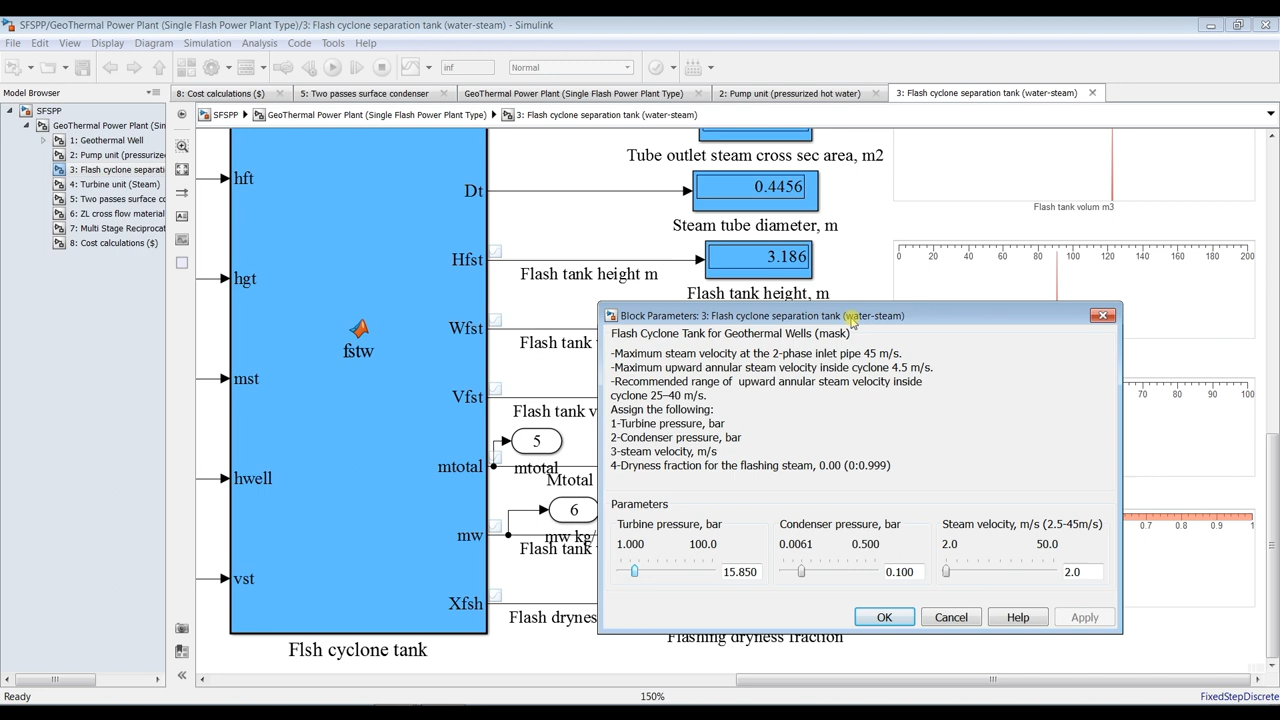 SFSPP/GeoThermal Power Plant (Single Flash Power Plant Type)/3: Flash cyclone separation tank (water-steam) - Simulink
File Edit View Display Diagram Simulation Analysis Code Tools Help
inf Normal
Model Browser
8: Cost calculations ($) 5: Two passes surface condenser GeoThermal Power Plant (Single Flash Power Plant Type) 2: Pump unit (pressurized hot water) 3: Flash cyclone separation tank (water-steam)
SFSPP GeoThermal Power Plant (Single Flash Power Plant Type) 3: Flash cyclone separation tank (water-steam)
SFSPP
GeoThermal Power Plant (Sin
1: Geothermal Well
2: Pump unit (pressurize
3: Flash cyclone separati
4: Turbine unit (Steam)
5: Two passes surface co
6: ZL cross flow material
7: Multi Stage Reciprocat
8: Cost calculations ($)
hft
hgt
fstw
mst
hwell
vst
Dt
Hfst
Wfst
Vfst
mtotal
mw
Xfsh
Flsh cyclone tank
Tube outlet steam cross sec area, m2
0.4456
Steam tube diameter, m
3.186
Flash tank height m
Flash tank height, m
Flash tank
Flash tank v
5
mtotal
Mtotal
6
mw kg/
Flash tank
Flash drynes
Flashing dryness fraction
Flash tank volum m3
0 20 40 60 80 100 120 140 160 180 200
70 80 90 100
0.7 0.8 0.9 1
Block Parameters: 3: Flash cyclone separation tank (water-steam)
Flash Cyclone Tank for Geothermal Wells (mask)
-Maximum steam velocity at the 2-phase inlet pipe 45 m/s.
-Maximum upward annular steam velocity inside cyclone 4.5 m/s.
-Recommended range of upward annular steam velocity inside
cyclone 25–40 m/s.
Assign the following:
1-Turbine pressure, bar
2-Condenser pressure, bar
3-steam velocity, m/s
4-Dryness fraction for the flashing steam, 0.00 (0:0.999)
Parameters
Turbine pressure, bar Condenser pressure, bar Steam velocity, m/s (2.5-45m/s)
1.000 100.0 0.0061 0.500 2.0 50.0
15.850 0.100 2.0
OK Cancel Help Apply
Ready 150% FixedStepDiscrete